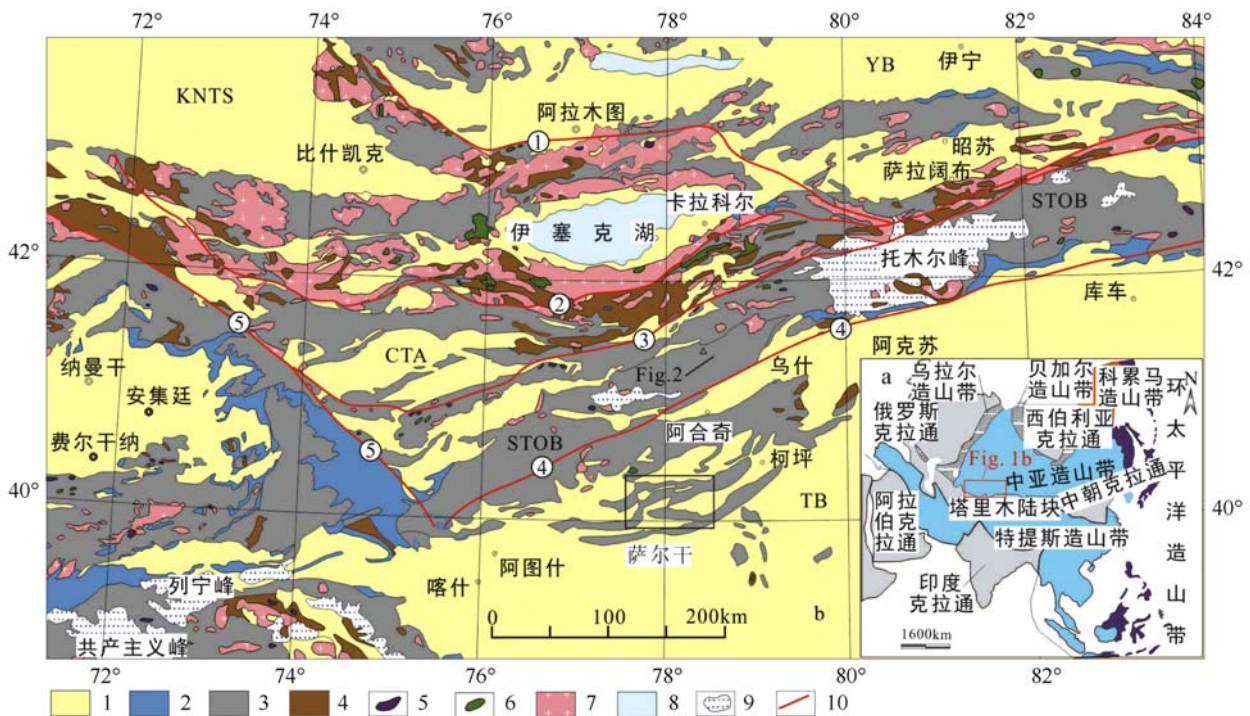 72° 74° 76° 78° 80° 82° 84°
KNTS
YB
伊宁
阿拉木图
①
比什凯克
昭苏
萨拉阔布
卡拉科尔
STOB
42°
伊塞克湖
托木尔峰
42°
②
库车
⑤
③
④
CTA
纳曼干
Fig.2
乌什
阿克苏
安集廷
阿合奇
费尔干纳
⑤
STOB
④
柯坪
40°
TB
40°
萨尔干
列宁峰
喀什
阿图什
共产主义峰
0 100 200km
b
a
乌拉尔
造山带
贝加尔
造山带
科累马
造山带
N
俄罗斯
克拉通
西伯利亚
克拉通
Fig. 1b
中亚造山带
中朝克拉通
塔里木陆块
阿拉
伯克
拉通
特提斯造山带
印度
克拉通
环太平洋造山带
1600km
72° 74° 76° 78° 80° 82°
1 2 3 4 5 6 7 8 9 10